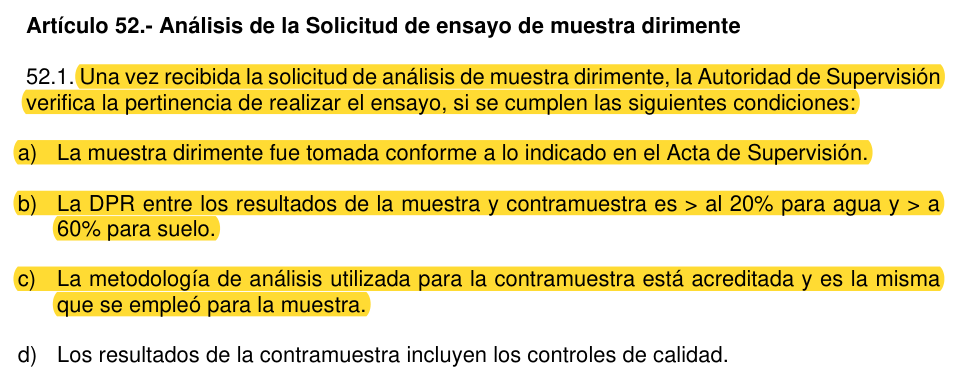 Artículo 52.- Análisis de la Solicitud de ensayo de muestra dirimente
52.1. Una vez recibida la solicitud de análisis de muestra dirimente, la Autoridad de Supervisión
verifica la pertinencia de realizar el ensayo, si se cumplen las siguientes condiciones:
a) La muestra dirimente fue tomada conforme a lo indicado en el Acta de Supervisión.
b) La DPR entre los resultados de la muestra y contramuestra es > al 20% para agua y > a
60% para suelo.
c) La metodología de análisis utilizada para la contramuestra está acreditada y es la misma
que se empleó para la muestra.
d) Los resultados de la contramuestra incluyen los controles de calidad.